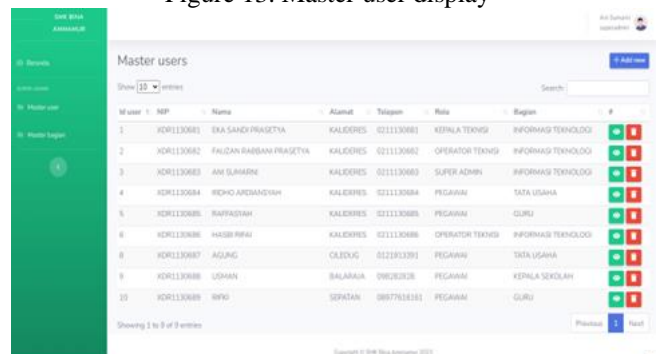 Figure 15. Master user display
SMK BINA
AMMAMUR
Ani Sumarni
superadmin
Beranda
Master users
+ Add new
Show 10 entries
Search:
Master user
Master bagian
Id user NIP Nama Alamat Telepon Role Bagian #
1 XDR1130681 EKA SANDI PRASETYA KALIDERES 0211130681 KEPALA TEKNISI INFORMASI TEKNOLOGI
2 XDR1130682 FAUZAN RABBANI PRASETYA KALIDERES 0211130682 OPERATOR TEKNISI INFORMASI TEKNOLOGI
3 XDR1130683 ANI SUMARNI KALIDERES 0211130683 SUPER ADMIN INFORMASI TEKNOLOGI
4 XDR1130684 RIDHO ARDIANSYAH KALIDERES 0211130684 PEGAWAI TATA USAHA
5 XDR1130685 RAFFASYAH KALIDERES 0211130685 PEGAWAI GURU
6 XDR1130686 HASBI RIFAI KALIDERES 0211130686 OPERATOR TEKNISI INFORMASI TEKNOLOGI
8 XDR1130687 AGUNG CILEDUG PEGAWAI TATA USAHA
9 XDR1130688 USMAN BALARAJA PEGAWAI KEPALA SEKOLAH
10 XDR1130689 RIFKI SEPATAN PEGAWAI GURU
Showing 1 to 9 of 9 entries
Previous 1 Next